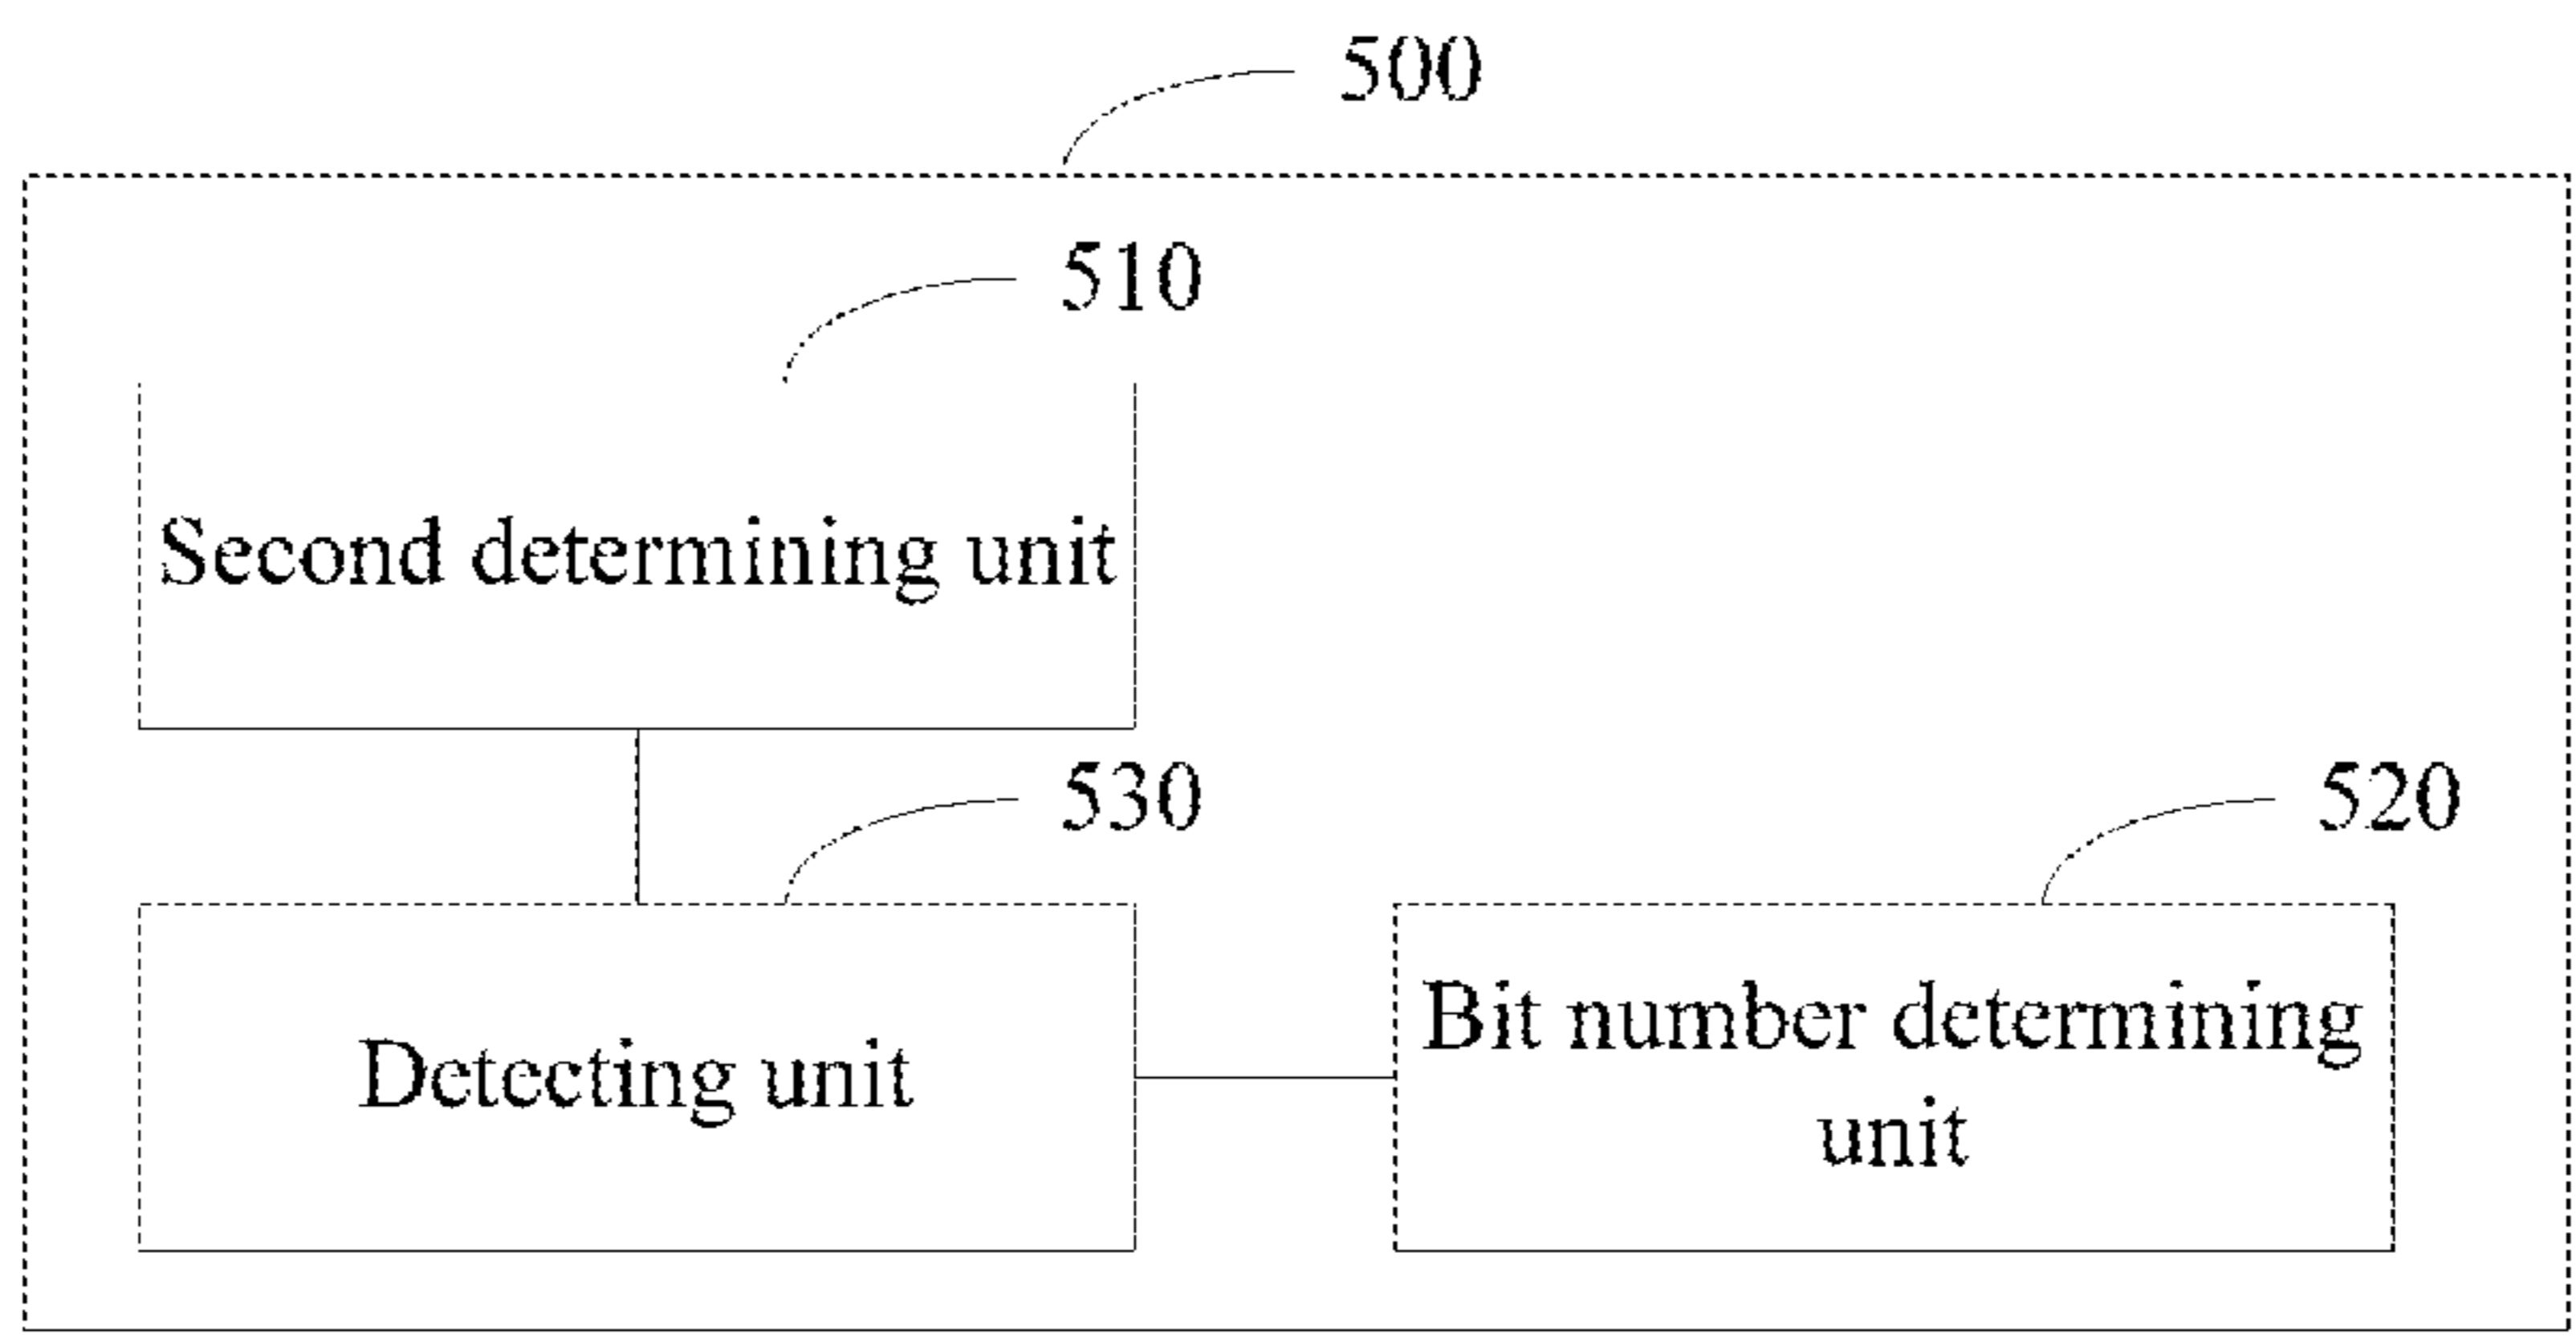 500
510
Second determining unit
530
520
Detecting unit
Bit number determining
unit